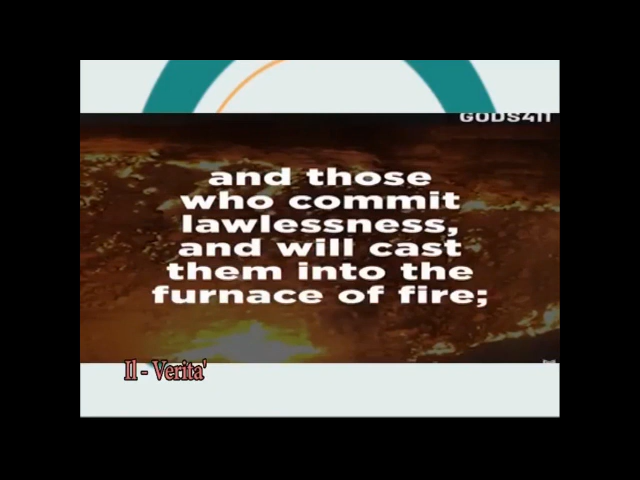 GODS411
and those
who commit
lawlessness,
and will cast
them into the
furnace of fire;
Il - Verita'